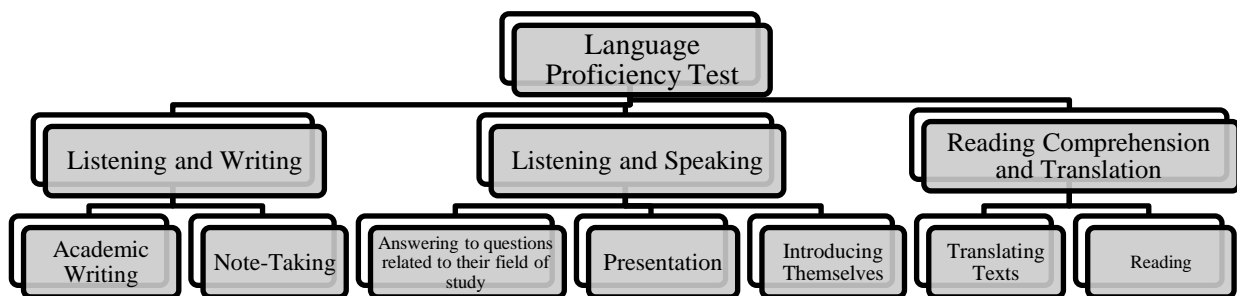 Language
Proficiency Test
Listening and Writing
Listening and Speaking
Reading Comprehension
and Translation
Academic
Writing
Note-Taking
Answering to questions
related to their field of
study
Presentation
Introducing
Themselves
Translating
Texts
Reading